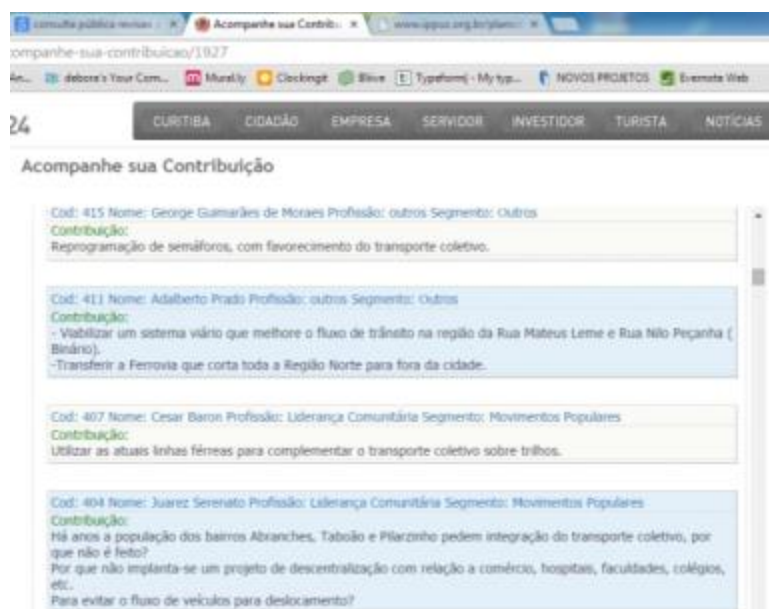 consulta pública revisão
Acompanhe sua Contribu
www.ippuc.org.br/plano
ompanhe-sua-contribuicao/1927
debora's Your Com... Mural.ly Clockingit Typeform( - My typ... NOVOS PROJETOS Evernote Web
24
CURITIBA CIDADÃO EMPRESA SERVIDOR INVESTIDOR TURISTA NOTÍCIAS
Acompanhe sua Contribuição
Cod: 415 Nome: George Guimarães de Moraes Profissão: outros Segmento: Outros
Contribuição:
Reprogramação de semáforos, com favorecimento do transporte coletivo.
Cod: 411 Nome: Adalberto Prado Profissão: outros Segmento: Outros
Contribuição:
- Viabilizar um sistema viário que melhore o fluxo de trânsito na região da Rua Mateus Leme e Rua Nilo Peçanha (
Binário).
-Transferir a Ferrovia que corta toda a Região Norte para fora da cidade.
Cod: 407 Nome: Cesar Baron Profissão: Liderança Comunitária Segmento: Movimentos Populares
Contribuição:
Utilizar as atuais linhas férreas para complementar o transporte coletivo sobre trilhos.
Cod: 404 Nome: Juarez Serenato Profissão: Liderança Comunitária Segmento: Movimentos Populares
Contribuição:
Há anos a população dos bairros Abranches, Taboão e Pilarzinho pedem integração do transporte coletivo, por
que não é feito?
Por que não implanta-se um projeto de descentralização com relação a comércio, hospitais, faculdades, colégios,
etc.
Para evitar o fluxo de veículos para deslocamento?